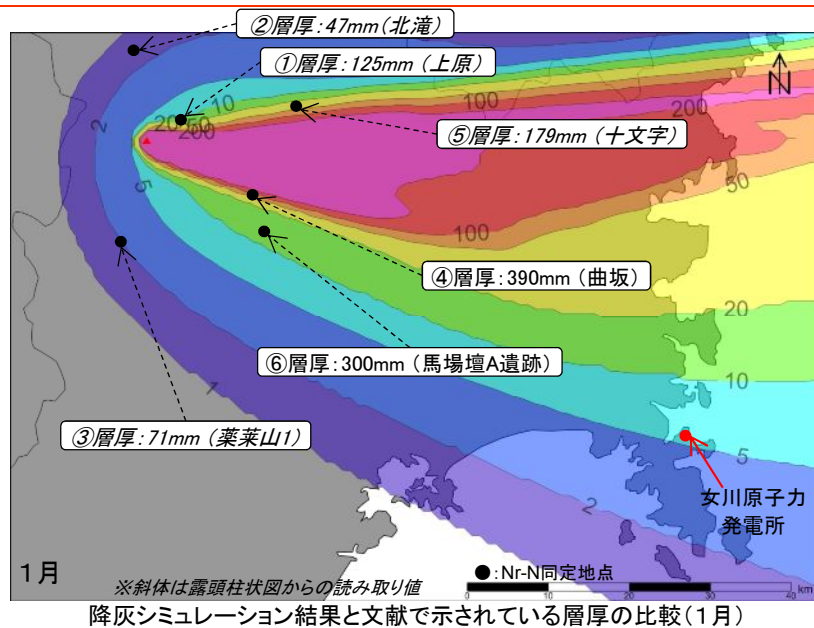 ②層厚：47mm(北滝)
①層厚：125mm(上原)
N
10
100
200
2
20
50
200
⑤層厚：179mm(十文字)
5
50
100
④層厚：390mm（曲坂）
20
⑥層厚：300mm（馬場壇A遺跡）
10
1
③層厚：71mm（薬莱山1）
5
女川原子力
発電所
2
1月
●：Nr-N同定地点
※斜体は露頭柱状図からの読み取り値
0 10 20 30 40 km
降灰シミュレーション結果と文献で示されている層厚の比較（1月）